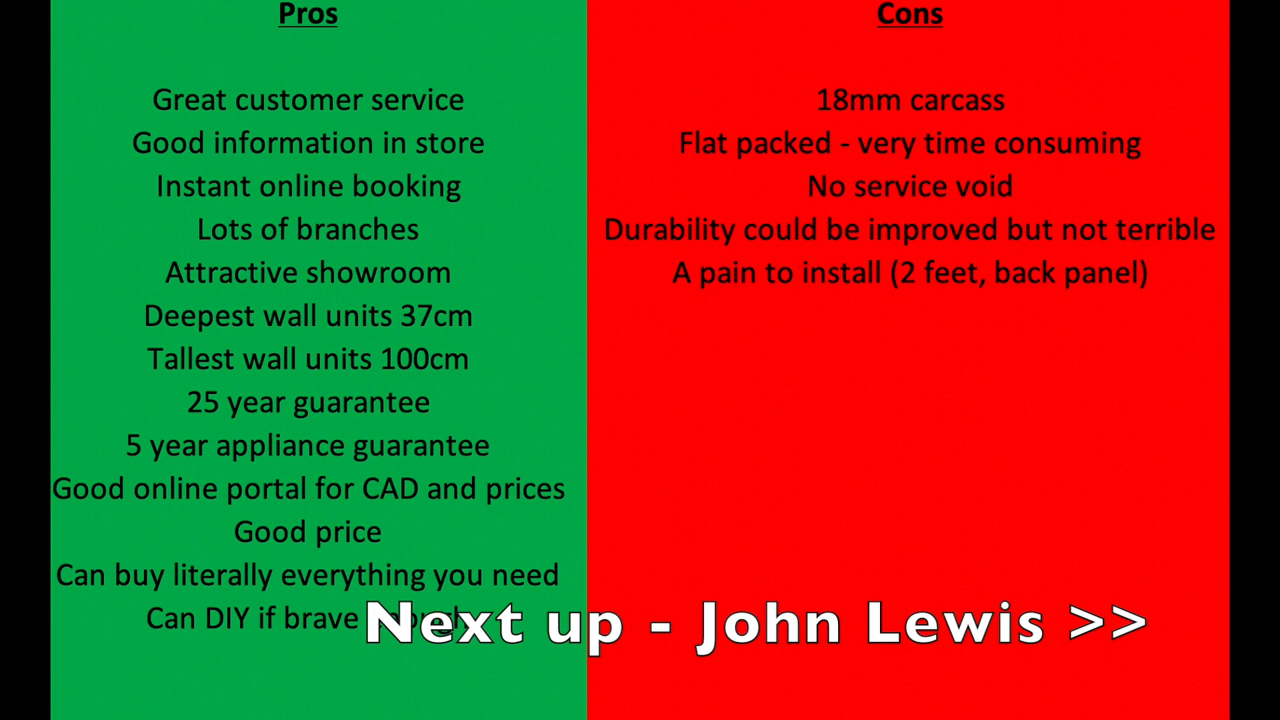 Pros
Great customer service
Good information in store
Instant online booking
Lots of branches
Attractive showroom
Deepest wall units 37cm
Tallest wall units 100cm
25 year guarantee
5 year appliance guarantee
Good online portal for CAD and prices
Good price
Can buy literally everything you need
Can DIY if brave
Cons
18mm carcass
Flat packed - very time consuming
No service void
Durability could be improved but not terrible
A pain to install (2 feet, back panel)
Next up - John Lewis >>